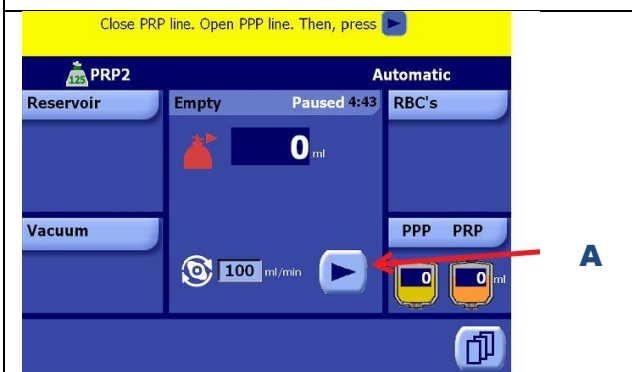 Close PRP line. Open PPP line. Then, press
125 PRP2 Automatic
Reservoir
Empty Paused 4:43
RBC's
0 ml
Vacuum
PPP PRP
A
100 ml/min
0 0 ml